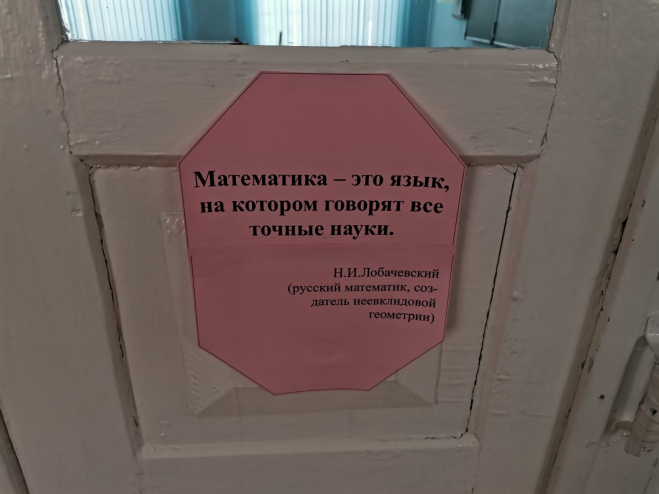 Математика – это язык,
на котором говорят все
точные науки.
Н.И.Лобачевский
(русский математик, соз-
датель неевклидовой
геометрии)